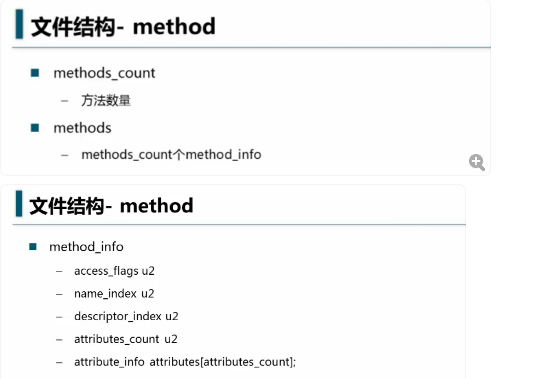 文件结构- method
methods_count
– 方法数量
methods
– methods_count个method_info
文件结构- method
method_info
– access_flags u2
– name_index u2
– descriptor_index u2
– attributes_count u2
– attribute_info attributes[attributes_count];